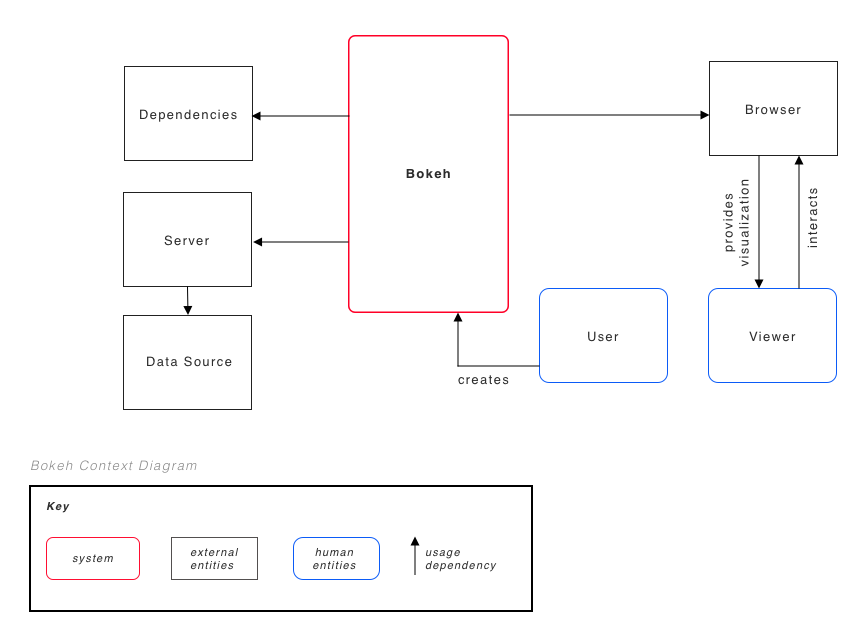 Dependencies
Bokeh
Browser
Server
provides
visualization
interacts
Data Source
User
Viewer
creates
Bokeh Context Diagram
Key
system
external
entities
human
entities
usage
dependency